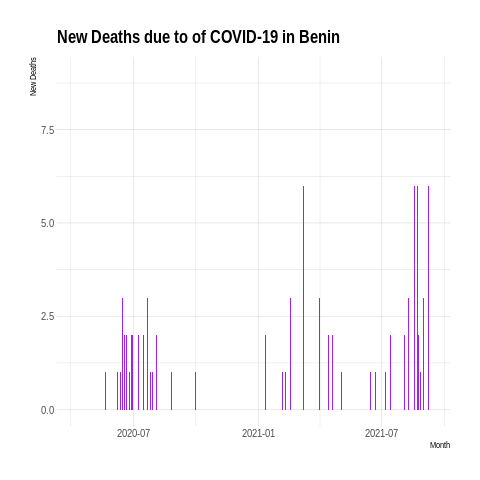 New Deaths due to of COVID-19 in Benin
New Deaths
7.5
5.0
2.5
0.0
2020-07 2021-01 2021-07
Month